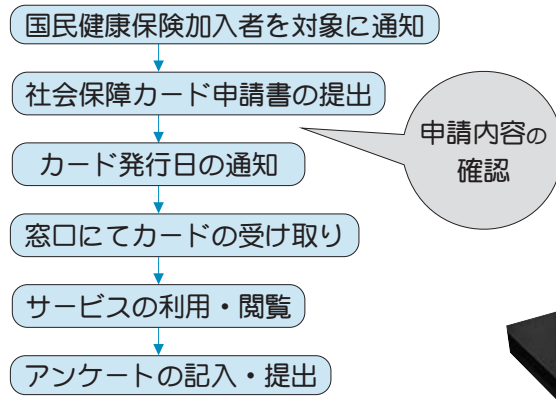 国民健康保険加入者を対象に通知
社会保障カード申請書の提出
申請内容の
確認
カード発行日の通知
窓口にてカードの受け取り
サービスの利用・閲覧
アンケートの記入・提出